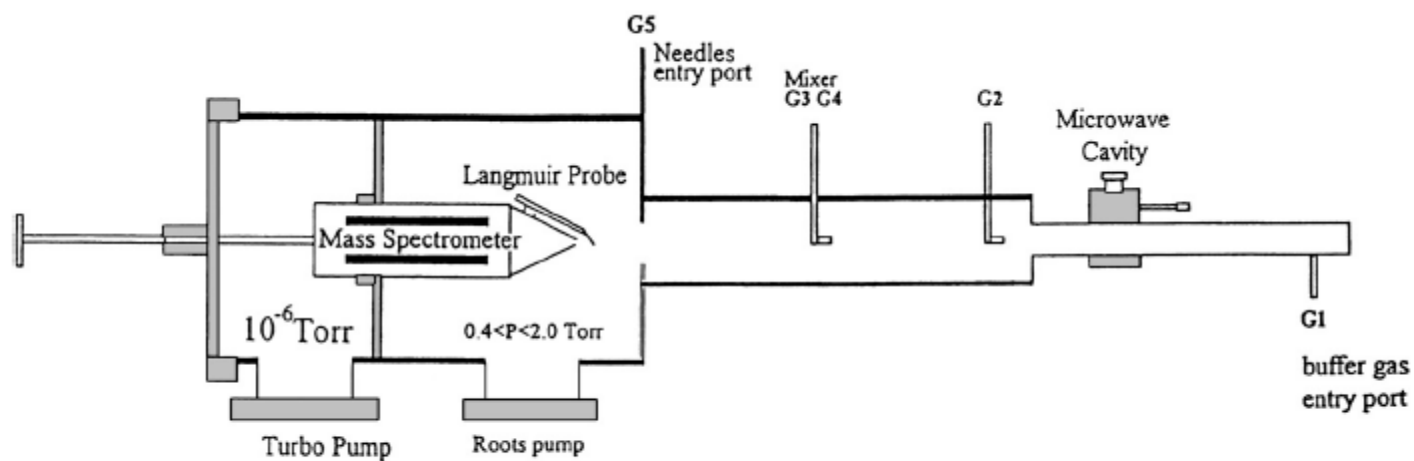 G5
Needles
entry port
Mixer
G3 G4
G2
Microwave
Cavity
Langmuir Probe
Mass Spectrometer
10⁻⁶Torr
0.4<P<2.0 Torr
G1
buffer gas
entry port
Turbo Pump
Roots pump